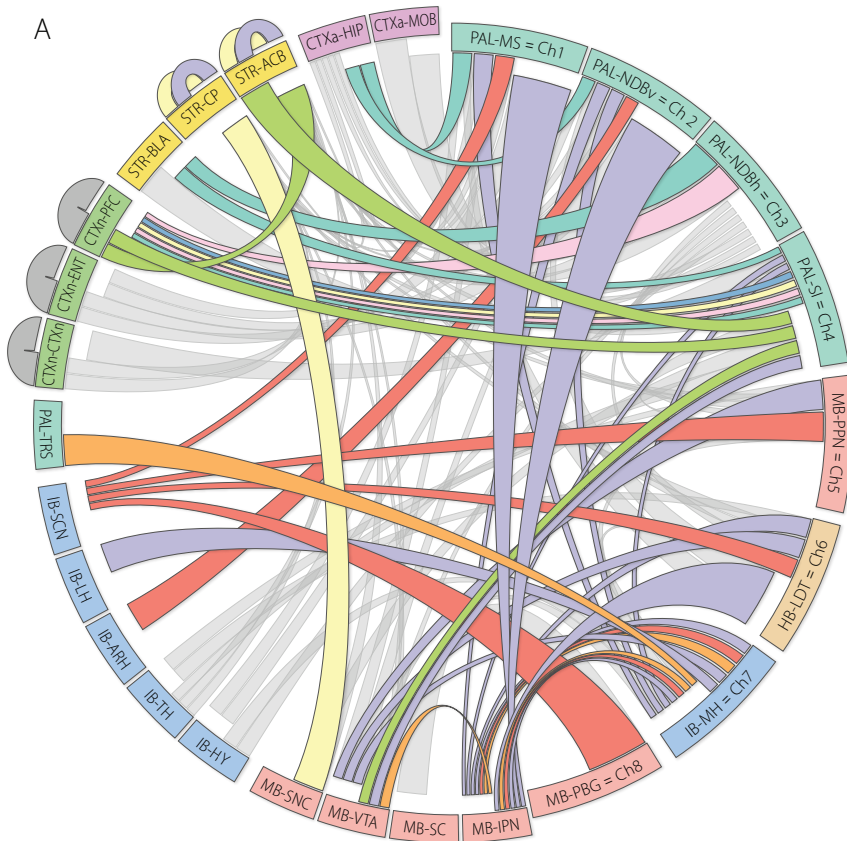 A
CTXa-HIP
CTXa-MOB
PAL-MS = Ch1
PAL-NDBv = Ch 2
PAL-NDBh = Ch3
PAL-SI = Ch4
MB-PPN = Ch5
HB-LDT = Ch6
IB-MH = Ch7
MB-PBG = Ch8
MB-IPN
MB-SC
MB-VTA
MB-SNC
IB-HY
IB-TH
IB-ARH
IB-LH
IB-SCN
PAL-TRS
CTXn-CTXn
CTXn-ENT
CTXn-PFC
STR-BLA
STR-CP
STR-ACB